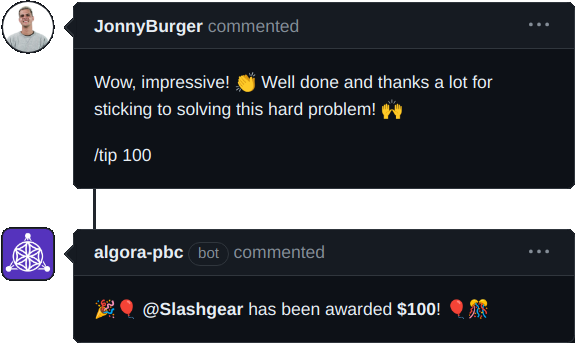 JonnyBurger commented
Wow, impressive! 👏 Well done and thanks a lot for
sticking to solving this hard problem! 🙌
/tip 100
algora-pbc bot commented
🎉🎈 @Slashgear has been awarded $100! 🎈🎊